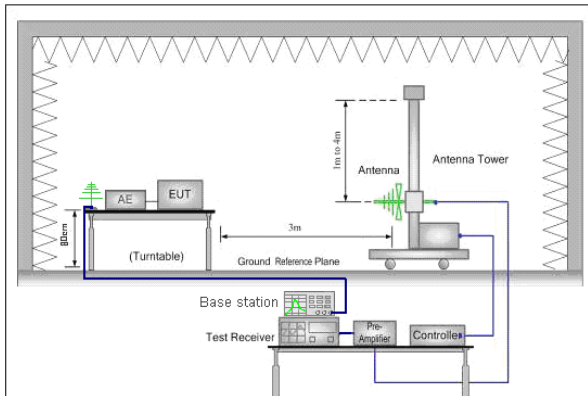 1m to 4m
Antenna
Antenna Tower
AE
EUT
80cm
(Turntable)
3m
Ground Reference Plane
Base station
Test Receiver
Pre-
Amplifier
Controller